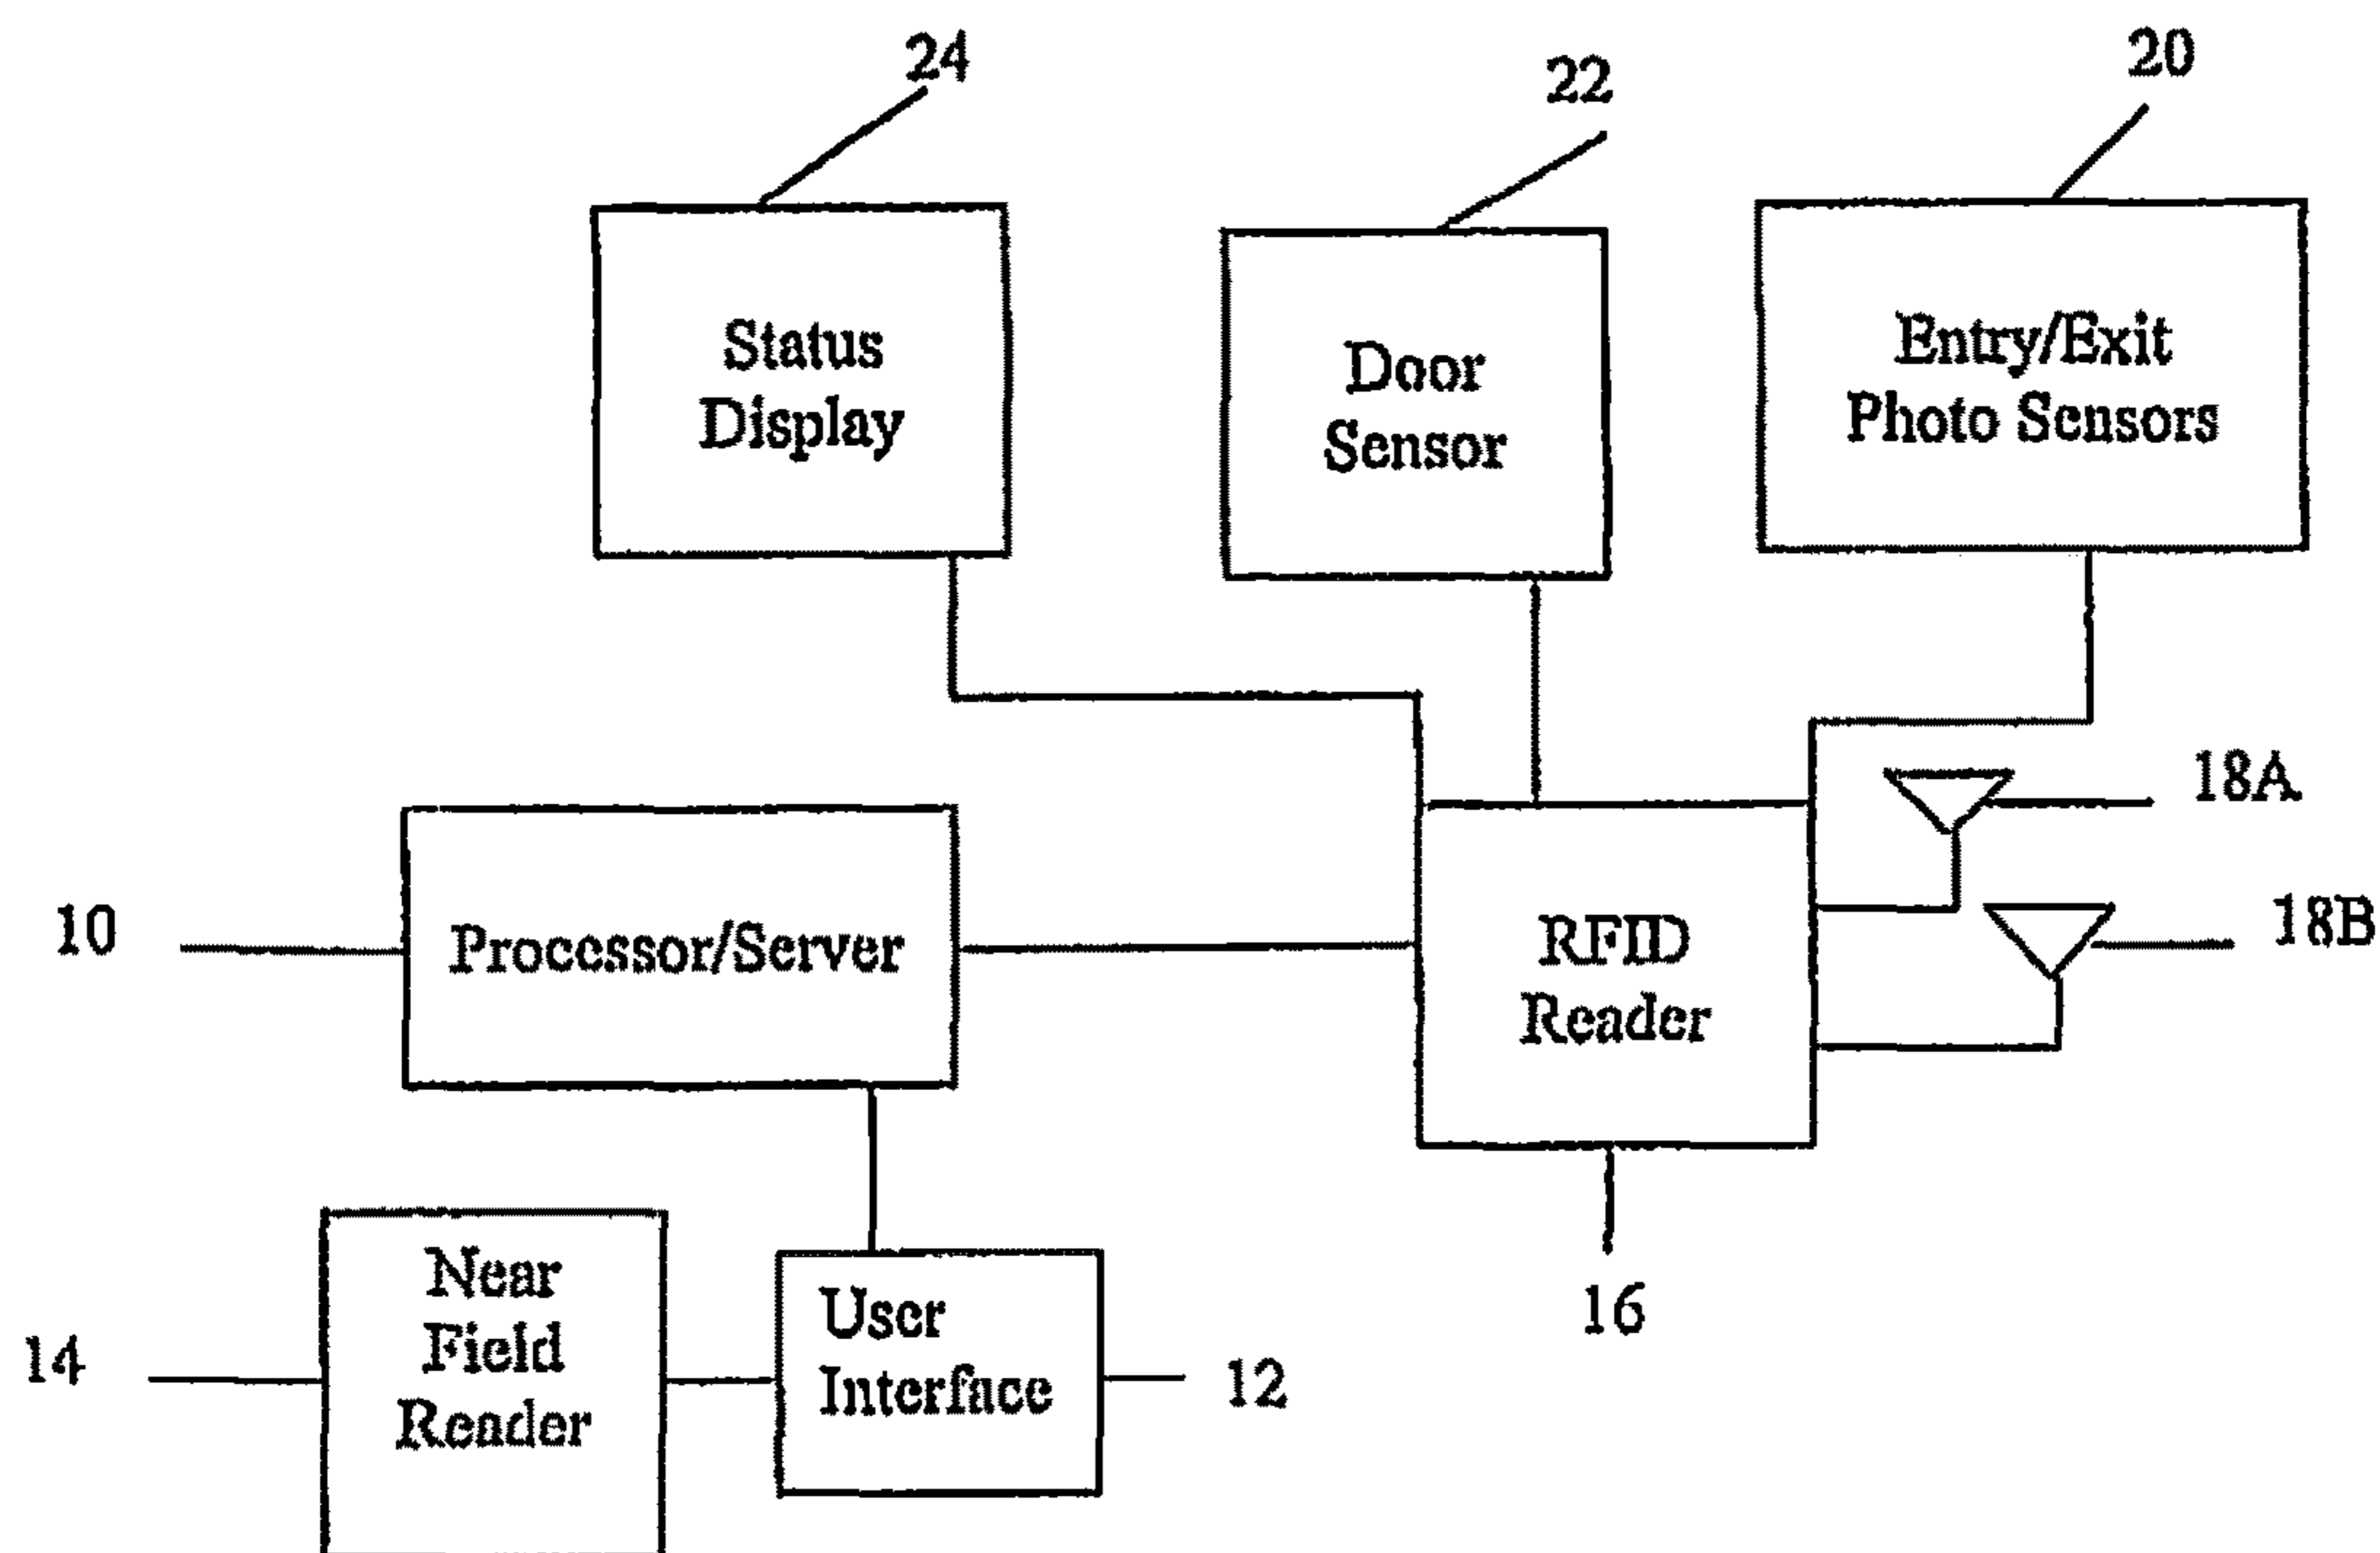 24
22
20
Status
Display
Door
Sensor
Entry/Exit
Photo Sensors
18A
18B
10
Processor/Server
RFID
Reader
16
14
Near
Field
Reader
User
Interface
12